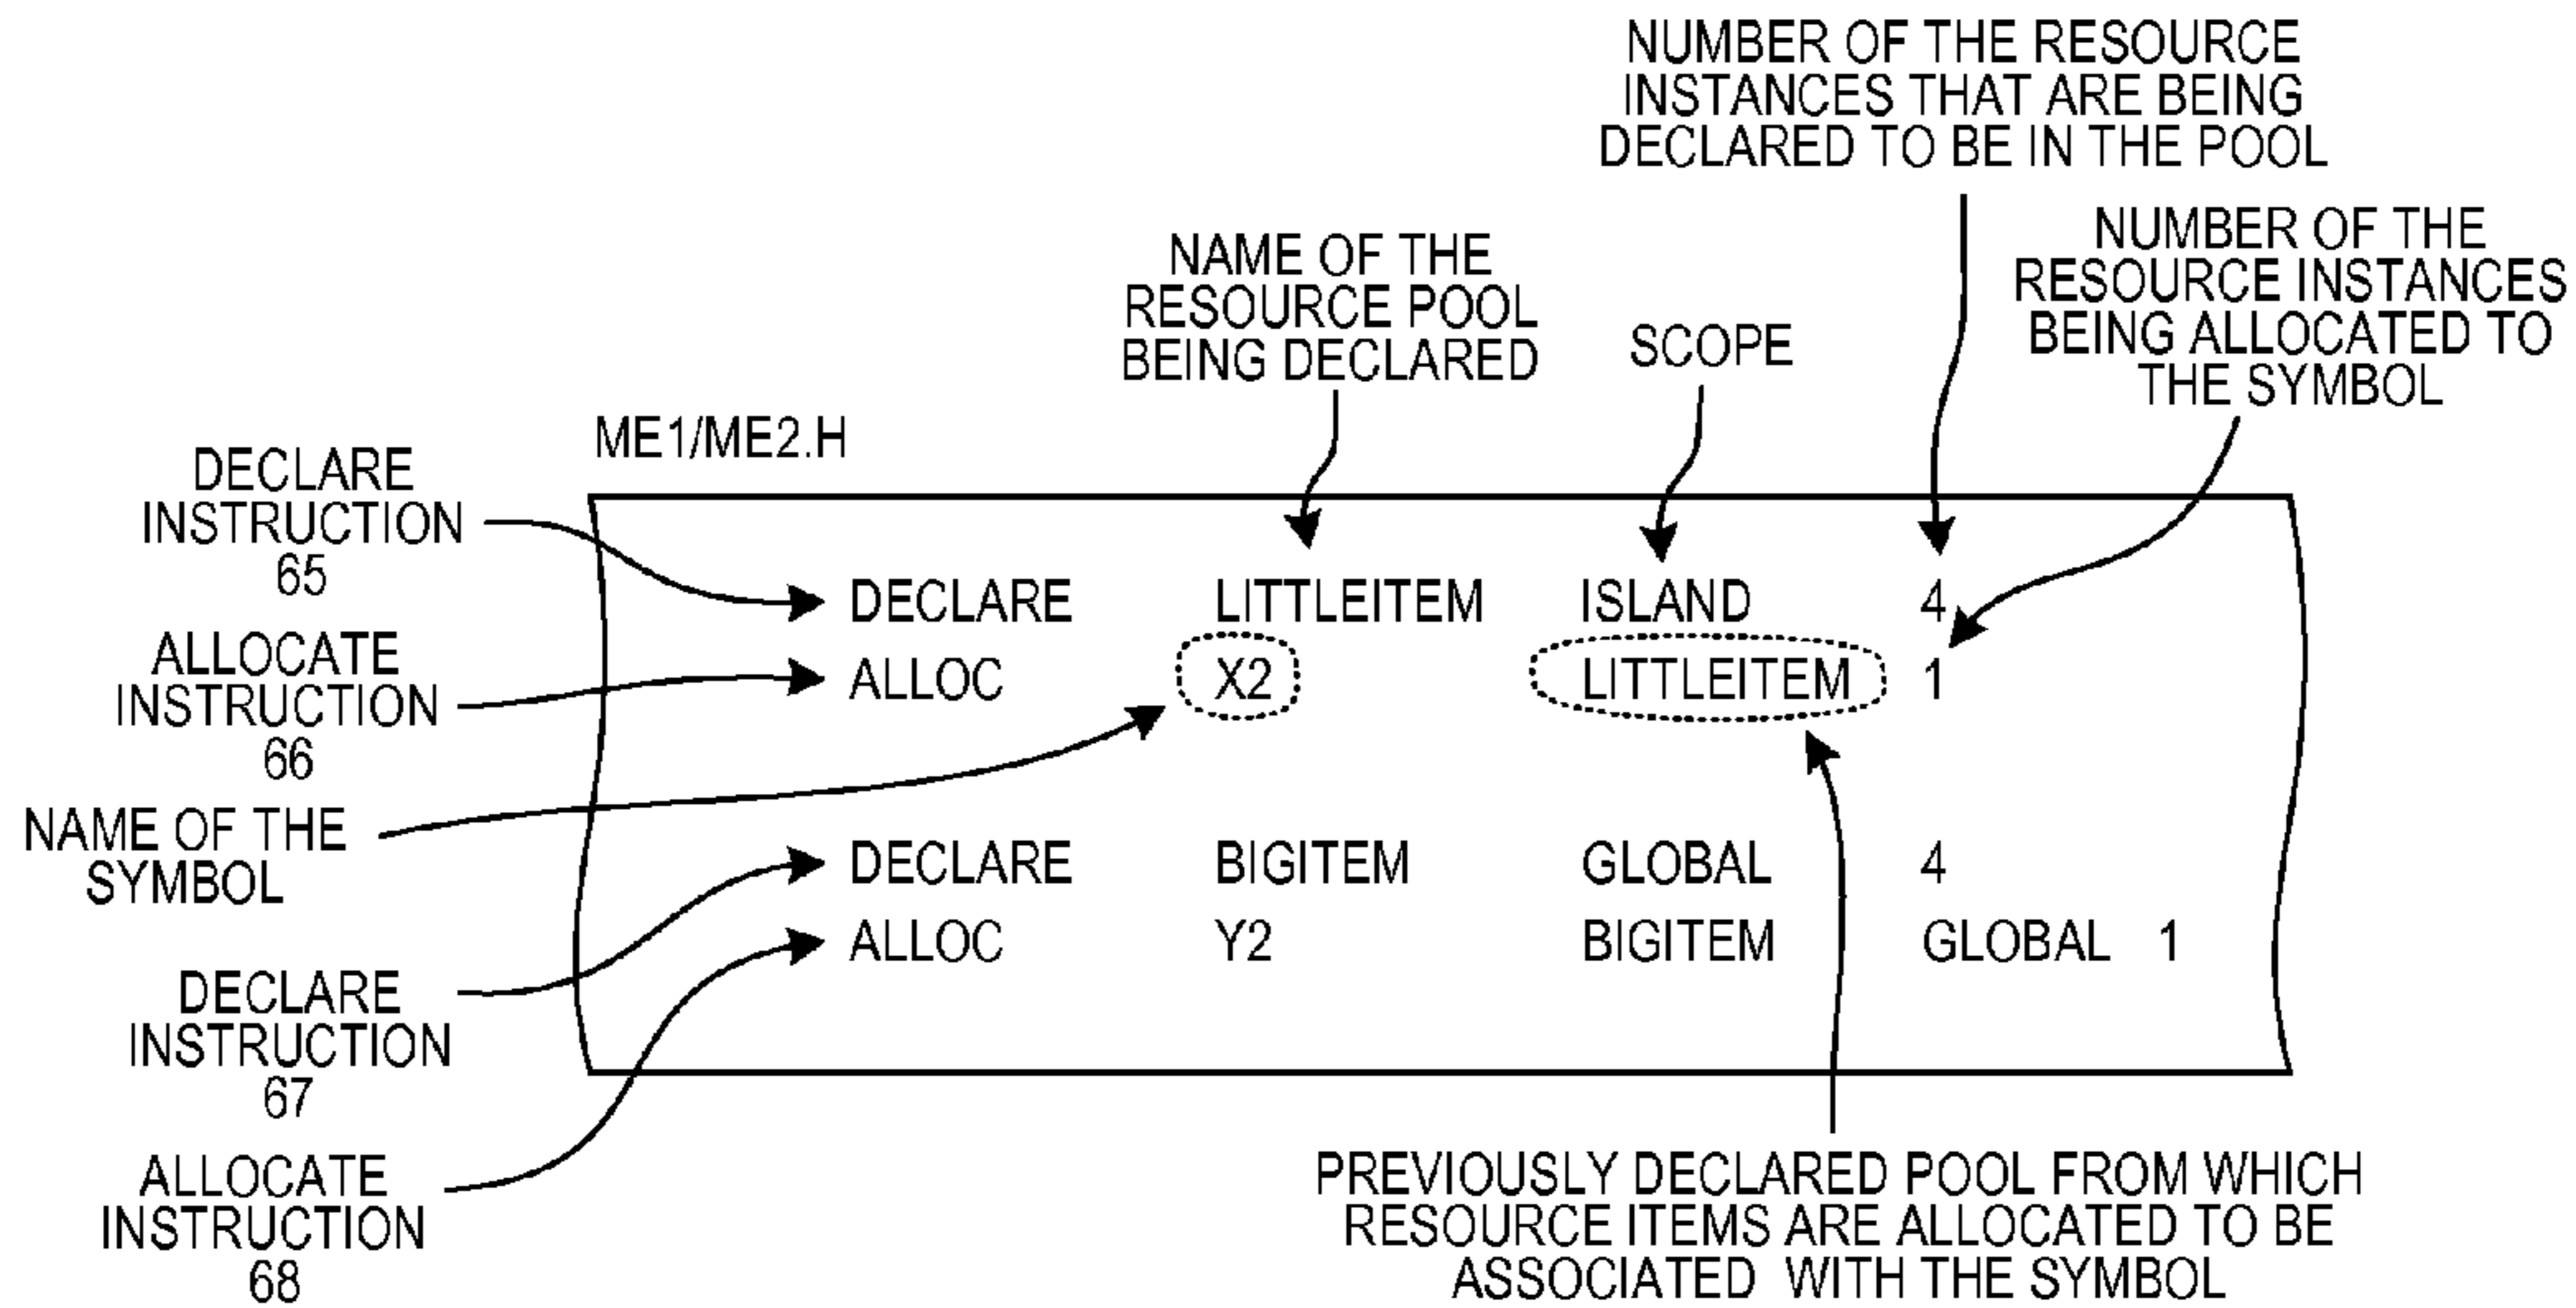 NUMBER OF THE RESOURCE
INSTANCES THAT ARE BEING
DECLARED TO BE IN THE POOL
NUMBER OF THE
RESOURCE INSTANCES
BEING ALLOCATED TO
THE SYMBOL
NAME OF THE
RESOURCE POOL
BEING DECLARED
SCOPE
ME1/ME2.H
DECLARE
INSTRUCTION
65
DECLARE LITTLEITEM ISLAND 4
ALLOCATE
INSTRUCTION
66
ALLOC X2 LITTLEITEM 1
NAME OF THE
SYMBOL
DECLARE BIGITEM GLOBAL 4
ALLOC Y2 BIGITEM GLOBAL 1
DECLARE
INSTRUCTION
67
ALLOCATE
INSTRUCTION
68
PREVIOUSLY DECLARED POOL FROM WHICH
RESOURCE ITEMS ARE ALLOCATED TO BE
ASSOCIATED WITH THE SYMBOL